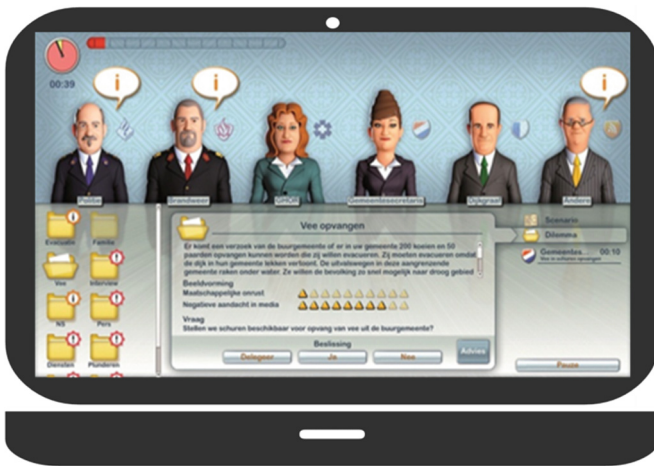 00:39
Politie
Brandweer
GHOR
Gemeentesecretaris
Dijkgraaf
Andere
Evacuatie
Familie
Vee
Interview
NS
Pers
Diensten
Plunderen
Vee opvangen
Er komt een verzoek van de buurgemeente of er in uw gemeente 200 koeien en 50
paarden opvangen kunnen worden die zij willen evacueren. Zij moeten evacueren omdat
de dijk in hun gemeente lekken vertoont. De uitvalswegen in deze aangrenzende
gemeente raken onder water. Ze willen de bevolking zo snel mogelijk naar droog gebied
Beeldvorming
Maatschappelijke onrust
Negatieve aandacht in media
Vraag
Stellen we schuren beschikbaar voor opvang van vee uit de buurgemeente?
Beslissing
Delegeer
Ja
Nee
Advies
Scenario
Dilemma
Gemeentes... 00:10
Pauze